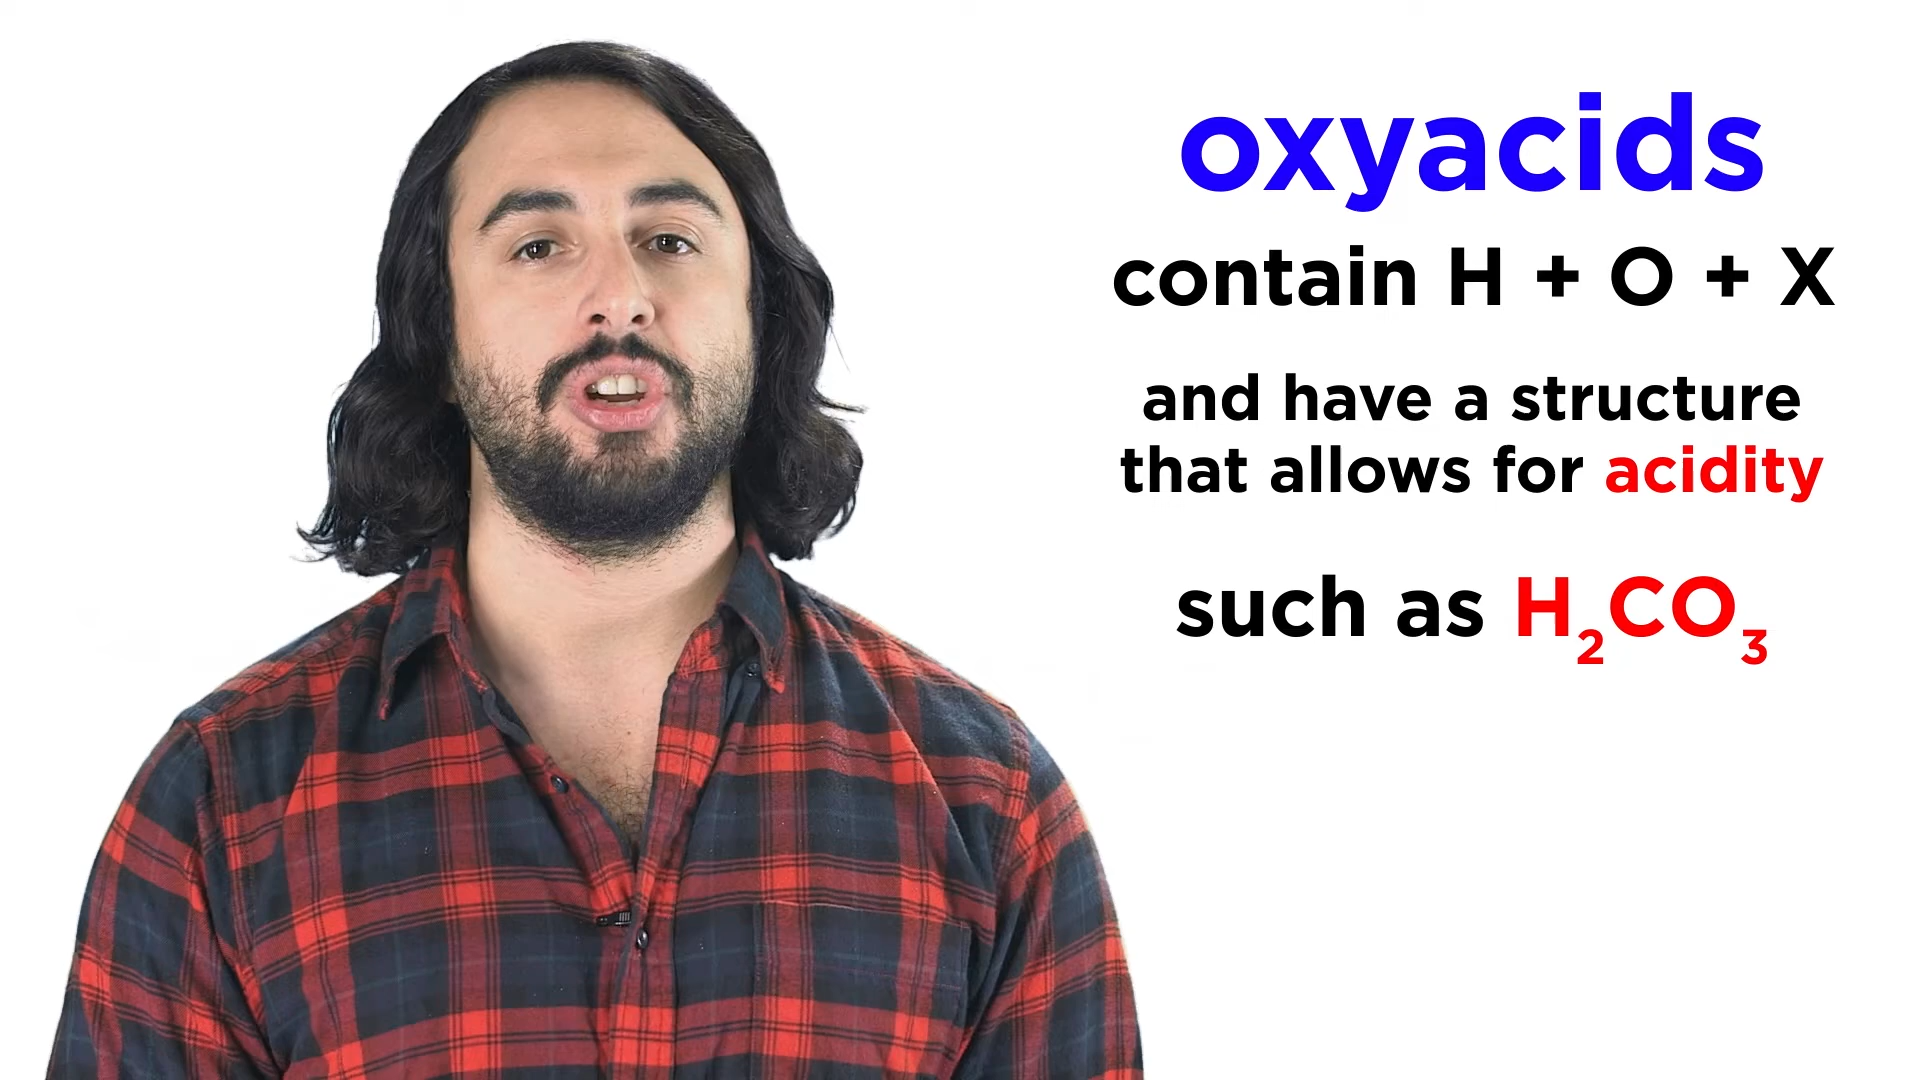 oxyacids
contain H + O + X
and have a structure
that allows for acidity
such as H₂CO₃